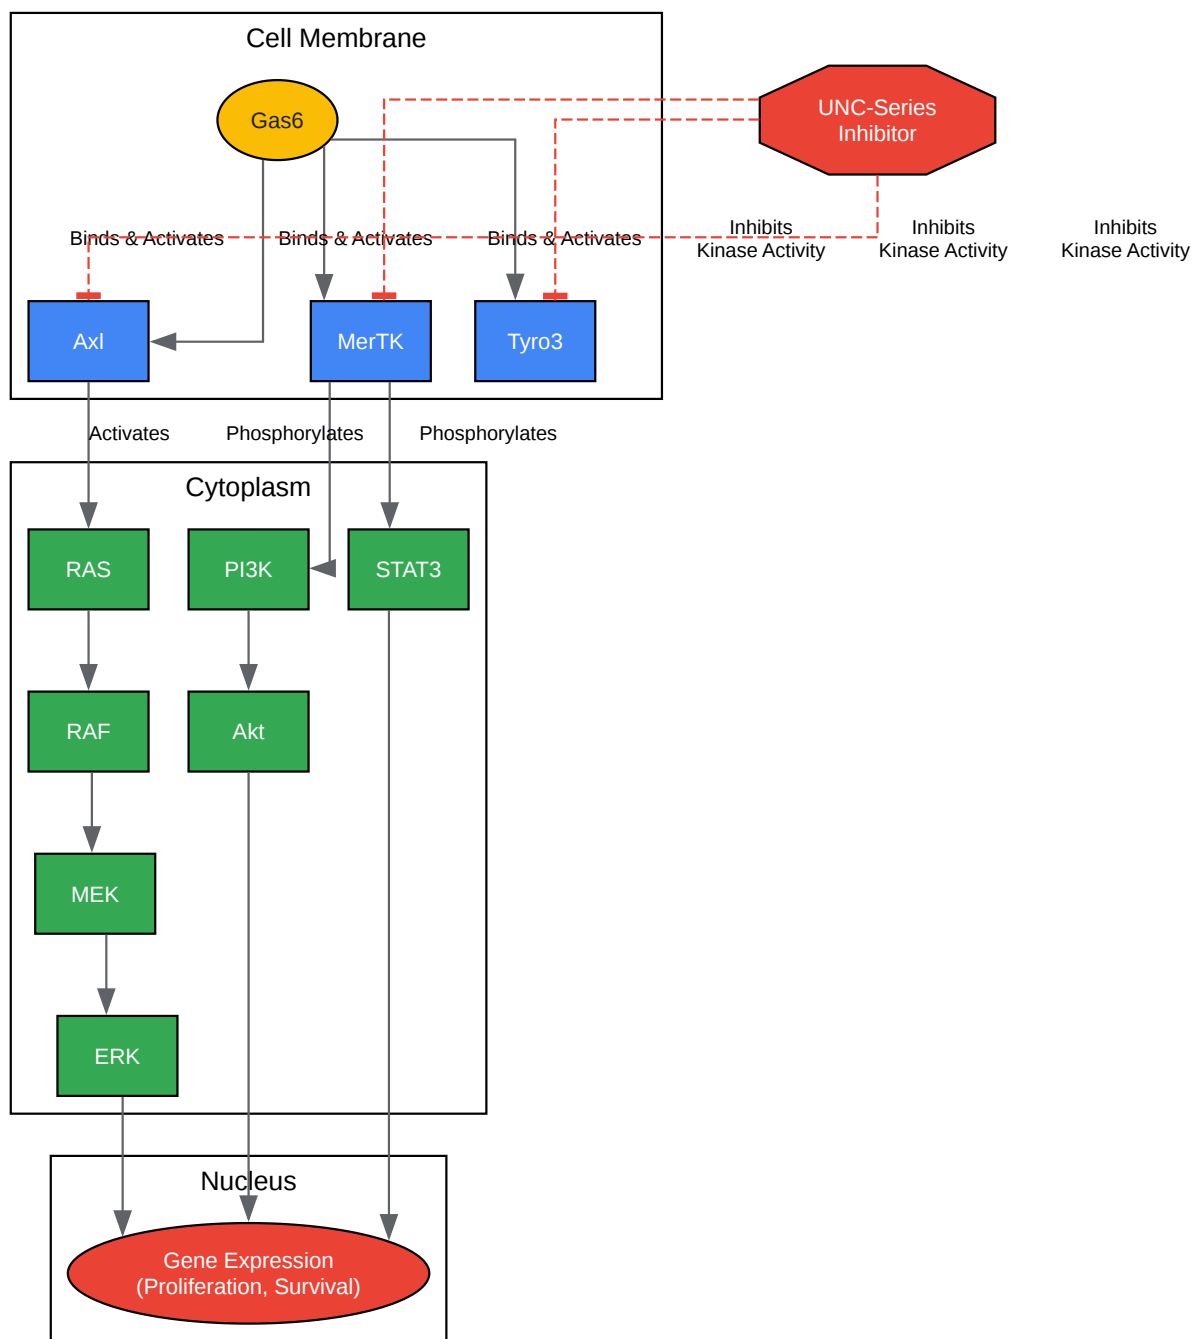 Cell Membrane
Gas6
UNC-Series
Inhibitor
Binds & Activates
Binds & Activates
Binds & Activates
Inhibits
Kinase Activity
Inhibits
Kinase Activity
Inhibits
Kinase Activity
Axl
MerTK
Tyro3
Activates
Phosphorylates
Phosphorylates
Cytoplasm
RAS
PI3K
STAT3
RAF
Akt
MEK
ERK
Nucleus
Gene Expression
(Proliferation, Survival)